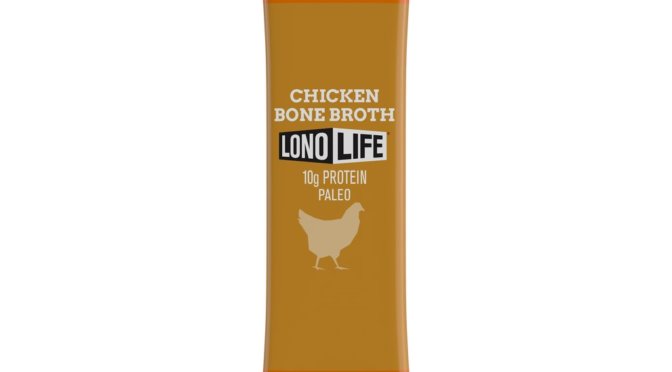 CHICKEN
BONE BROTH
LONO LIFE
10g PROTEIN
PALEO